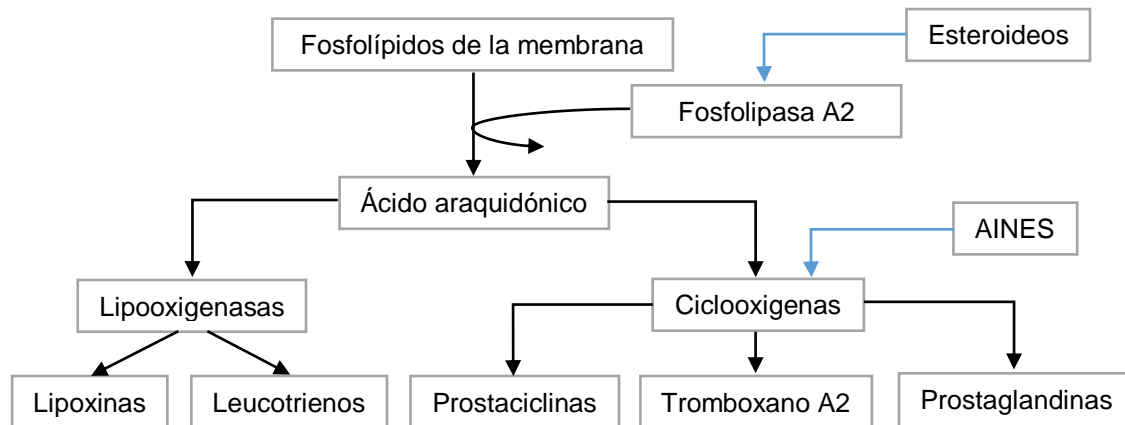 Fosfolípidos de la membrana
Esteroideos
Fosfolipasa A2
Ácido araquidónico
AINES
Lipooxigenasas
Ciclooxigenas
Lipoxinas
Leucotrienos
Prostaciclinas
Tromboxano A2
Prostaglandinas